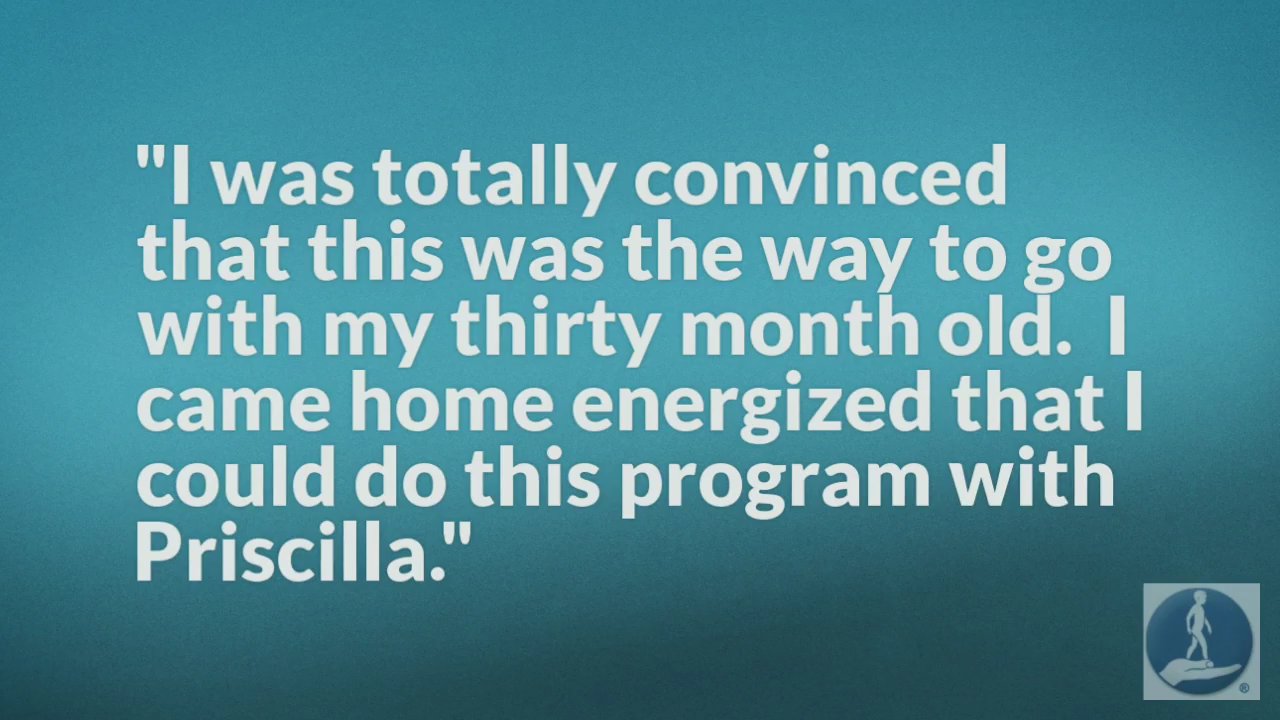 "I was totally convinced
that this was the way to go
with my thirty month old.  I
came home energized that I
could do this program with
Priscilla."
®